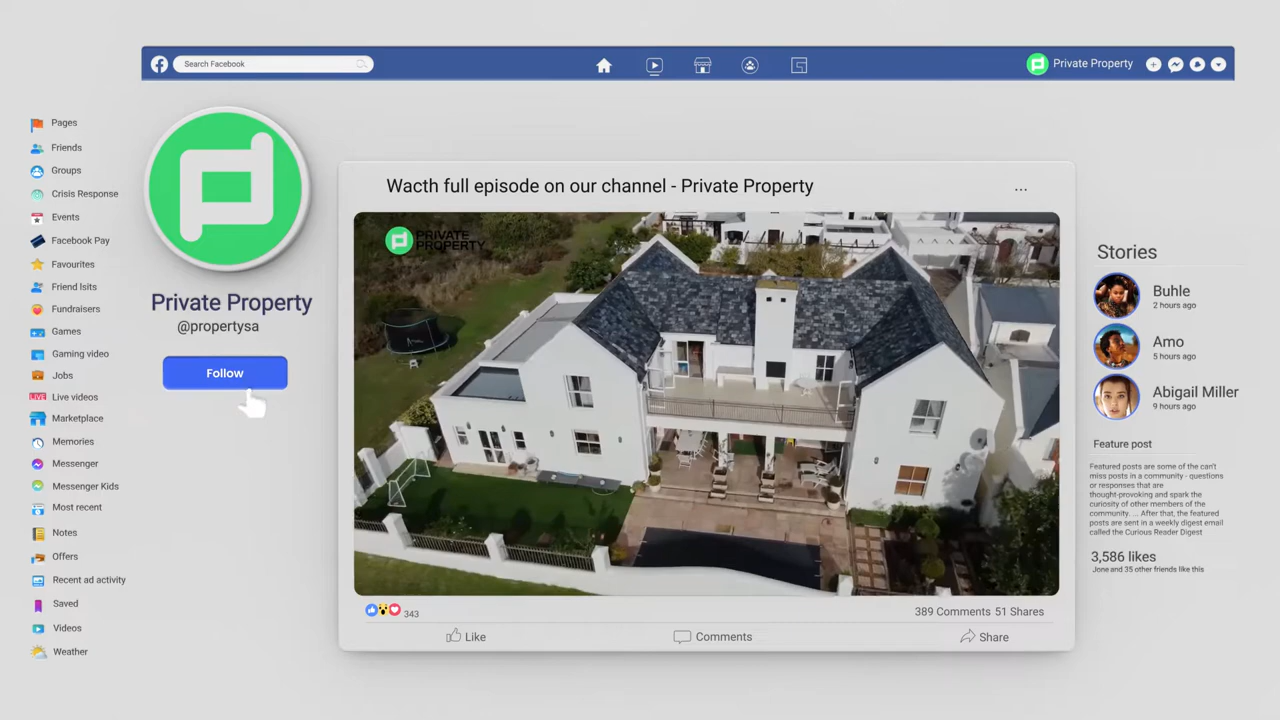 Search Facebook
Private Property
Pages
Friends
Groups
Crisis Response
Events
Facebook Pay
Favourites
Friend lsits
Fundraisers
Games
Gaming video
Jobs
LIVE Live videos
Marketplace
Memories
Messenger
Messenger Kids
Most recent
Notes
Offers
Recent ad activity
Saved
Videos
Weather
Private Property
@propertysa
Follow
Wacth full episode on our channel - Private Property
...
PRIVATE
PROPERTY
343
389 Comments 51 Shares
Like
Comments
Share
Stories
Buhle
2 hours ago
Amo
5 hours ago
Abigail Miller
9 hours ago
Feature post
Featured posts are some of the can't
miss posts in a community - questions
or responses that are
thought-provoking and spark the
curiosity of other members of the
community. ... After that, the featured
posts are sent in a weekly digest email
called the Curious Reader Digest
3,586 likes
Jone and 35 other friends like this